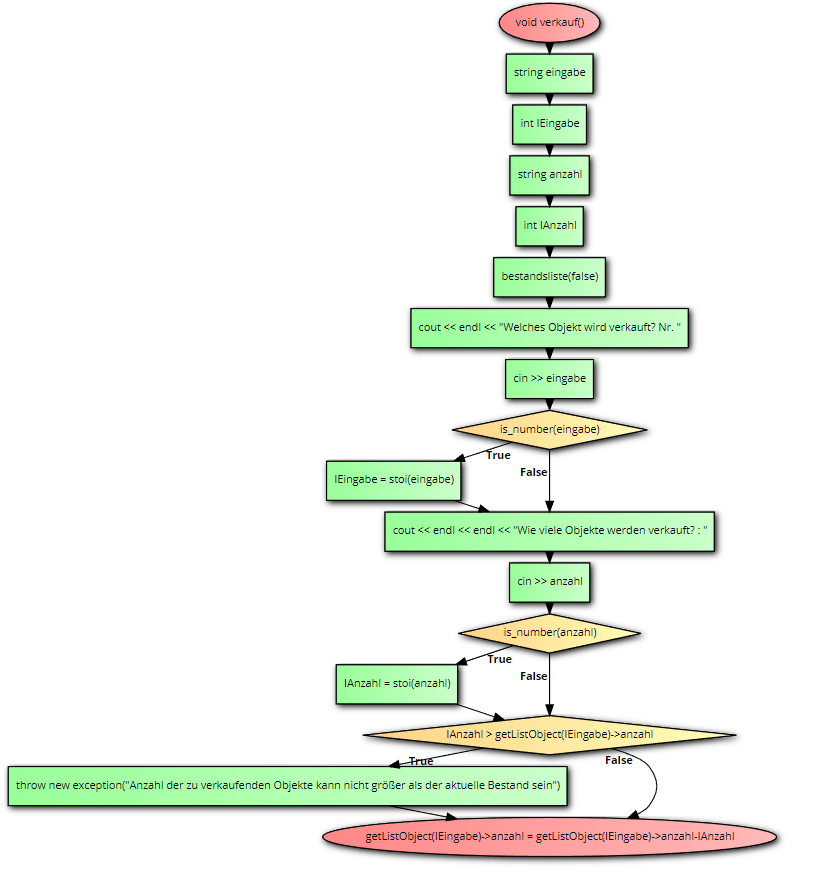 void verkauf()
string eingabe
int IEingabe
string anzahl
int IAnzahl
bestandsliste(false)
cout << endl << "Welches Objekt wird verkauft? Nr. "
cin >> eingabe
is_number(eingabe)
True
False
IEingabe = stoi(eingabe)
cout << endl << endl << "Wie viele Objekte werden verkauft? : "
cin >> anzahl
is_number(anzahl)
True
False
IAnzahl = stoi(anzahl)
IAnzahl > getListObject(IEingabe)->anzahl
True
False
throw new exception("Anzahl der zu verkaufenden Objekte kann nicht größer als der aktuelle Bestand sein")
getListObject(IEingabe)->anzahl = getListObject(IEingabe)->anzahl-IAnzahl